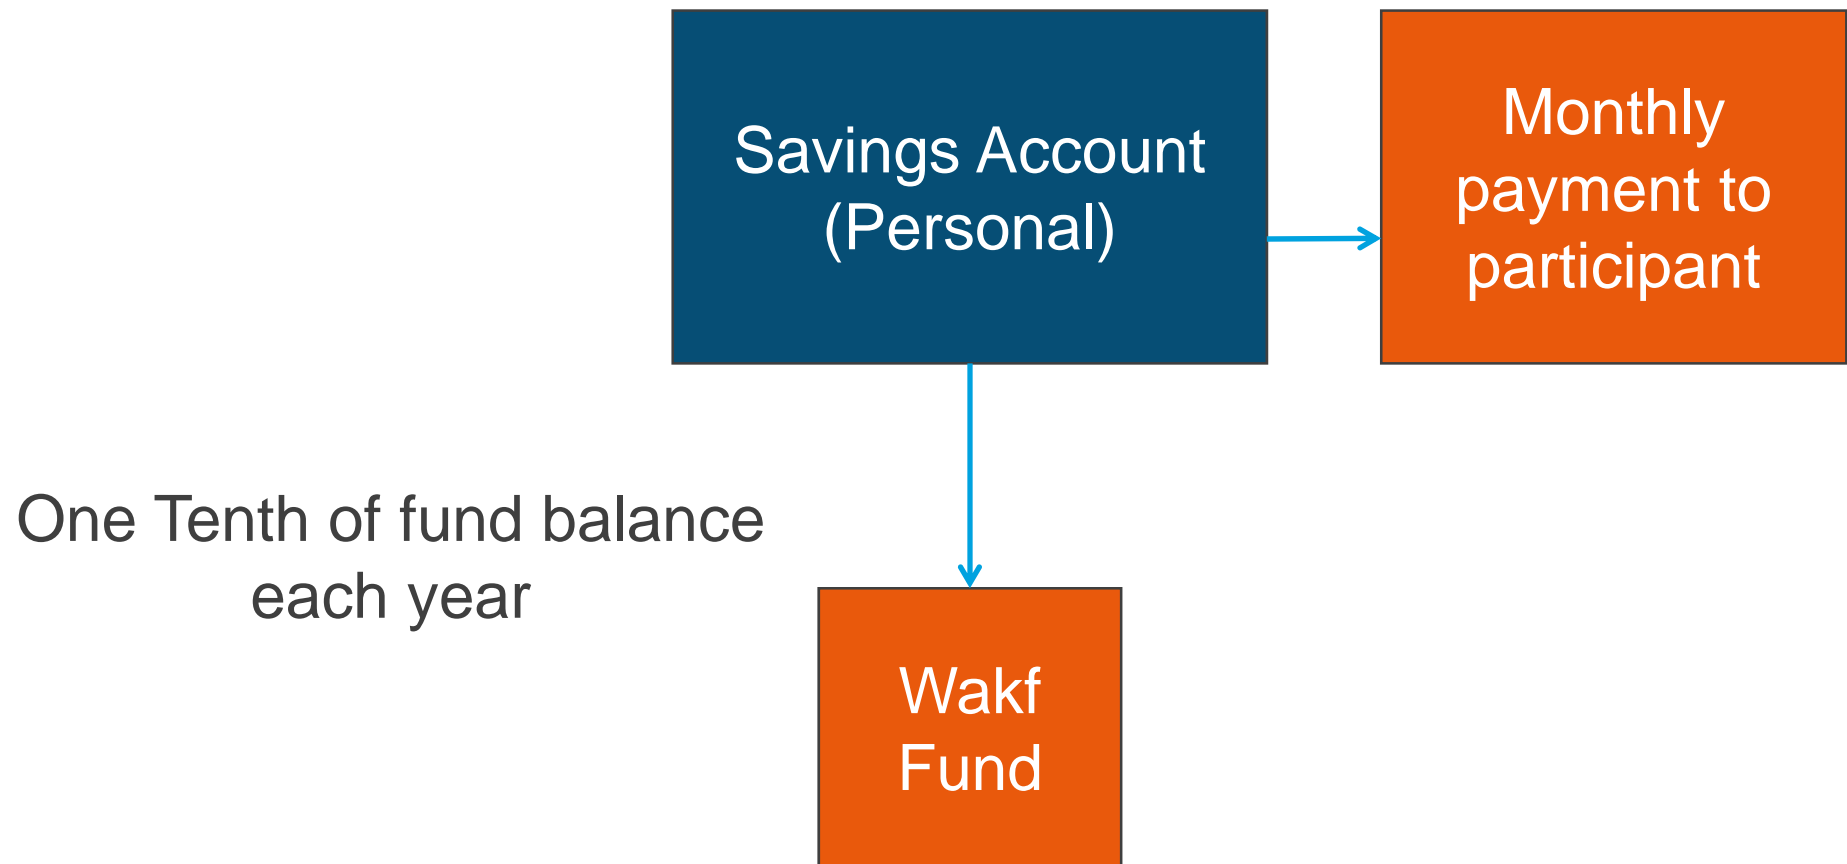 Savings Account
(Personal)
Monthly
payment to
participant
One Tenth of fund balance
each year
Wakf
Fund